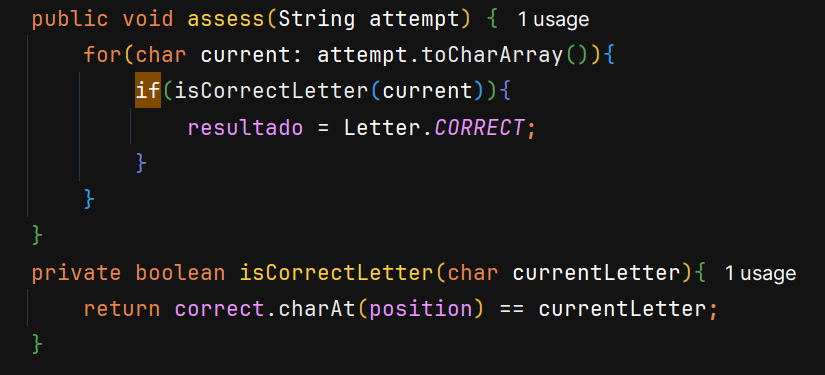 public void assess(String attempt) { 1 usage
for(char current: attempt.toCharArray()){
if(isCorrectLetter(current)){
resultado = Letter.CORRECT;
}
}
}
private boolean isCorrectLetter(char currentLetter){ 1 usage
return correct.charAt(position) == currentLetter;
}